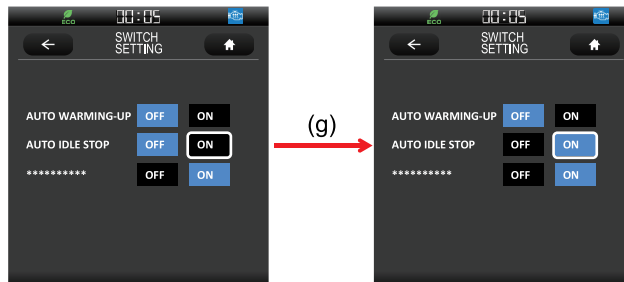 ECO 00:05
SWITCH
SETTING
AUTO WARMING-UP OFF ON
AUTO IDLE STOP OFF ON
********** OFF ON
(g)
ECO 00:05
SWITCH
SETTING
AUTO WARMING-UP OFF ON
AUTO IDLE STOP OFF ON
********** OFF ON